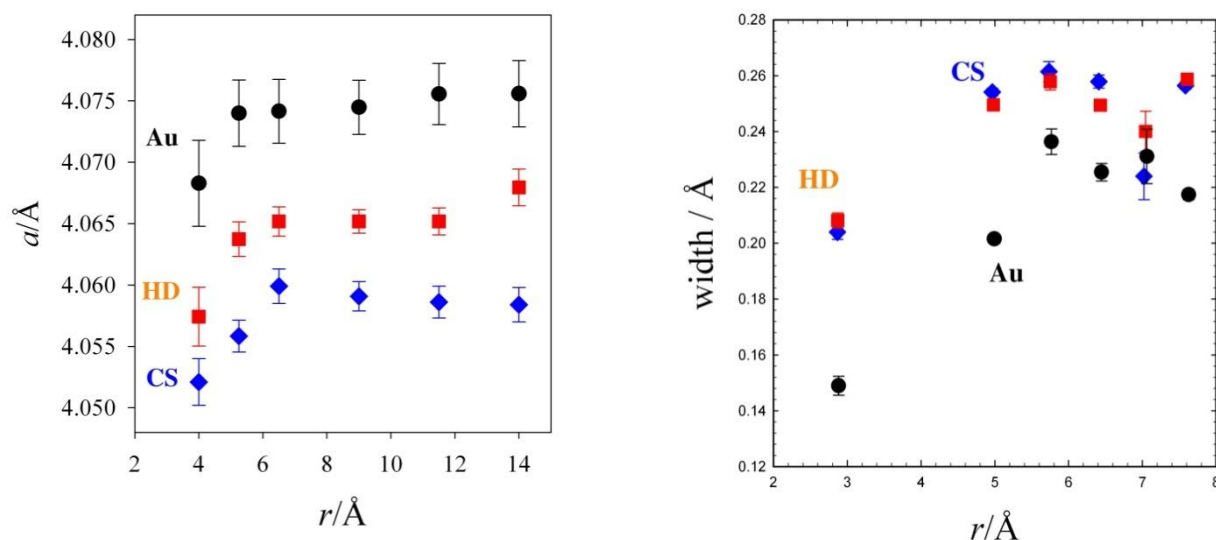 4.080
4.075
Au
4.070
a/Å
4.065
4.060
HD
4.055
CS
4.050
2 4 6 8 10 12 14
r/Å
0.28
0.26
CS
0.24
HD
0.22
width / Å
0.20
Au
0.18
0.16
0.14
0.12
2 3 4 5 6 7 8
r/Å